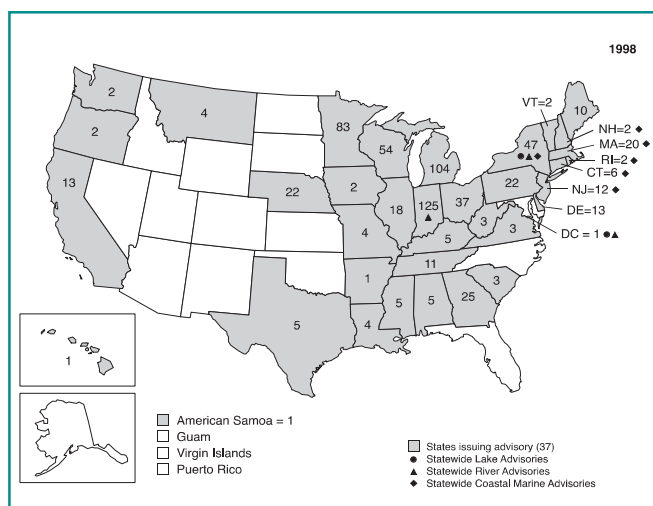 1998
VT=2
10
2
4
83
47
NH=2 ◆
MA=20 ◆
2
54
104
● ▲ ◆
RI=2 ◆
CT=6 ◆
13
22
2
22
NJ=12 ◆
18
125
▲
37
DE=13
4
3
3
DC = 1 ● ▲
5
11
1
3
5
5
5
25
4
1
American Samoa = 1
Guam
Virgin Islands
Puerto Rico
States issuing advisory (37)
● Statewide Lake Advisories
▲ Statewide River Advisories
◆ Statewide Coastal Marine Advisories